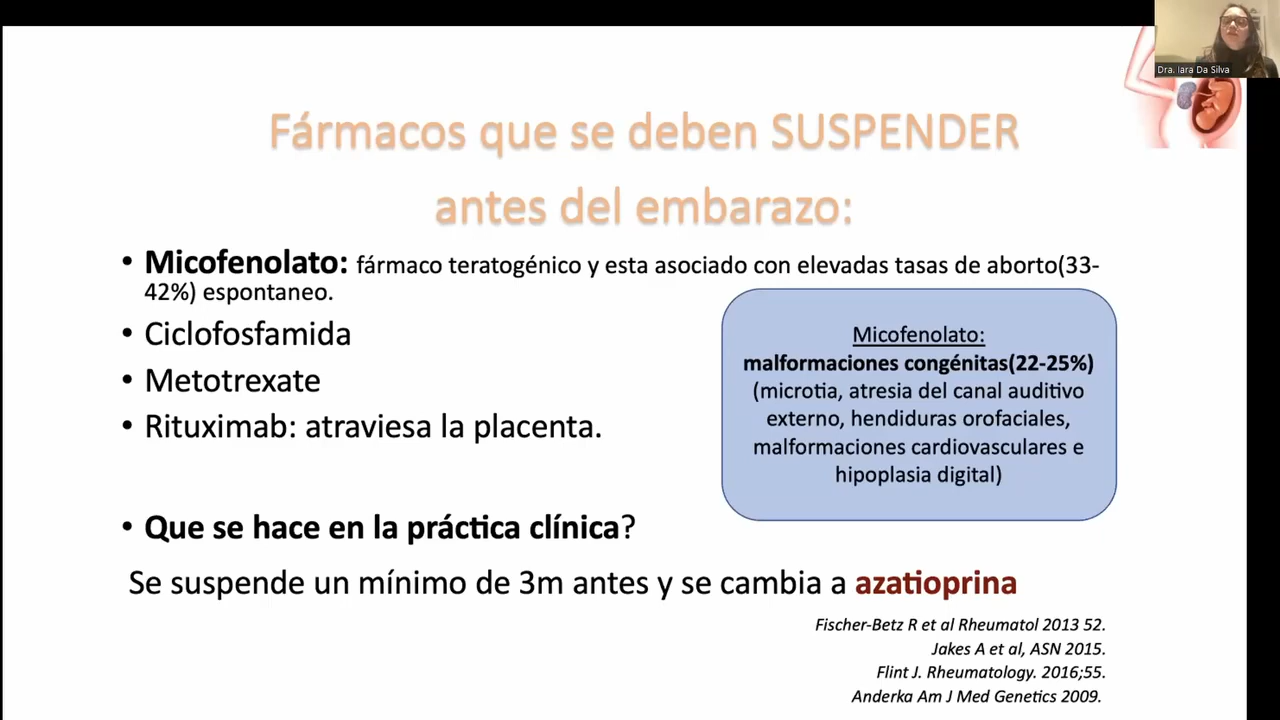 Dra. Iara Da Silva
Fármacos que se deben SUSPENDER
antes del embarazo:
• Micofenolato: fármaco teratogénico y esta asociado con elevadas tasas de aborto(33-
42%) espontaneo.
• Ciclofosfamida
• Metotrexate
• Rituximab: atraviesa la placenta.
Micofenolato:
malformaciones congénitas(22-25%)
(microtia, atresia del canal auditivo
externo, hendiduras orofaciales,
malformaciones cardiovasculares e
hipoplasia digital)
• Que se hace en la práctica clínica?
Se suspende un mínimo de 3m antes y se cambia a azatioprina
Fischer-Betz R et al Rheumatol 2013 52.
Jakes A et al, ASN 2015.
Flint J. Rheumatology. 2016;55.
Anderka Am J Med Genetics 2009.